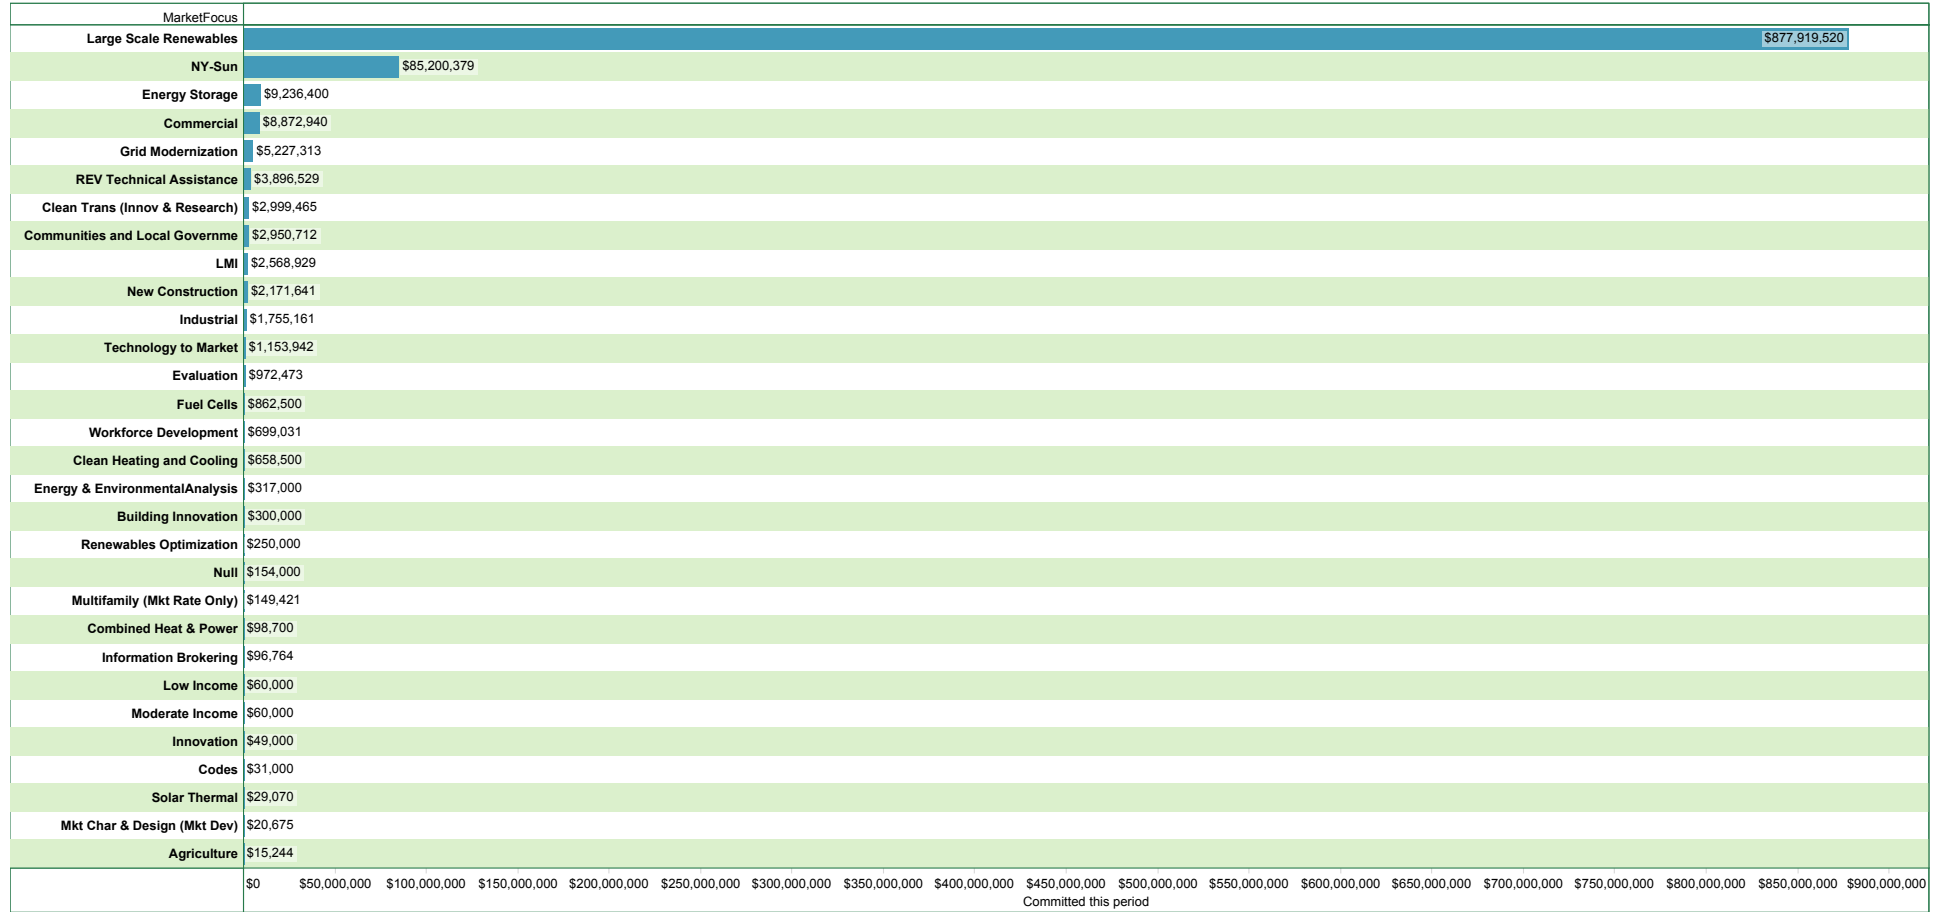 MarketFocus
Large Scale Renewables $877,919,520
NY-Sun $85,200,379
Energy Storage $9,236,400
Commercial $8,872,940
Grid Modernization $5,227,313
REV Technical Assistance $3,896,529
Clean Trans (Innov & Research) $2,999,465
Communities and Local Governme $2,950,712
LMI $2,568,929
New Construction $2,171,641
Industrial $1,755,161
Technology to Market $1,153,942
Evaluation $972,473
Fuel Cells $862,500
Workforce Development $699,031
Clean Heating and Cooling $658,500
Energy & EnvironmentalAnalysis $317,000
Building Innovation $300,000
Renewables Optimization $250,000
Null $154,000
Multifamily (Mkt Rate Only) $149,421
Combined Heat & Power $98,700
Information Brokering $96,764
Low Income $60,000
Moderate Income $60,000
Innovation $49,000
Codes $31,000
Solar Thermal $29,070
Mkt Char & Design (Mkt Dev) $20,675
Agriculture $15,244
$0 $50,000,000 $100,000,000 $150,000,000 $200,000,000 $250,000,000 $300,000,000 $350,000,000 $400,000,000 $450,000,000 $500,000,000 $550,000,000 $600,000,000 $650,000,000 $700,000,000 $750,000,000 $800,000,000 $850,000,000 $900,000,000
Committed this period